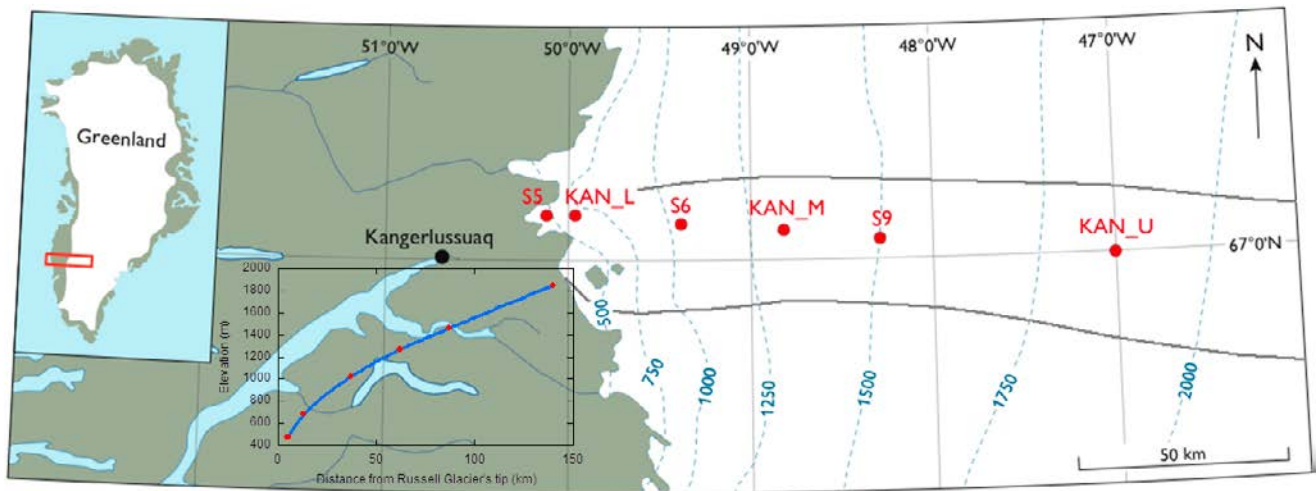 Greenland
51°0'W
50°0'W
49°0'W
48°0'W
47°0'W
N
S5
KAN_L
S6
KAN_M
S9
KAN_U
Kangerlussuaq
67°0'N
500
750
1000
1250
1500
1750
2000
50 km
Elevation (m)
2000
1800
1600
1400
1200
1000
800
600
400
0
50
100
150
Distance from Russell Glacier's tip (km)